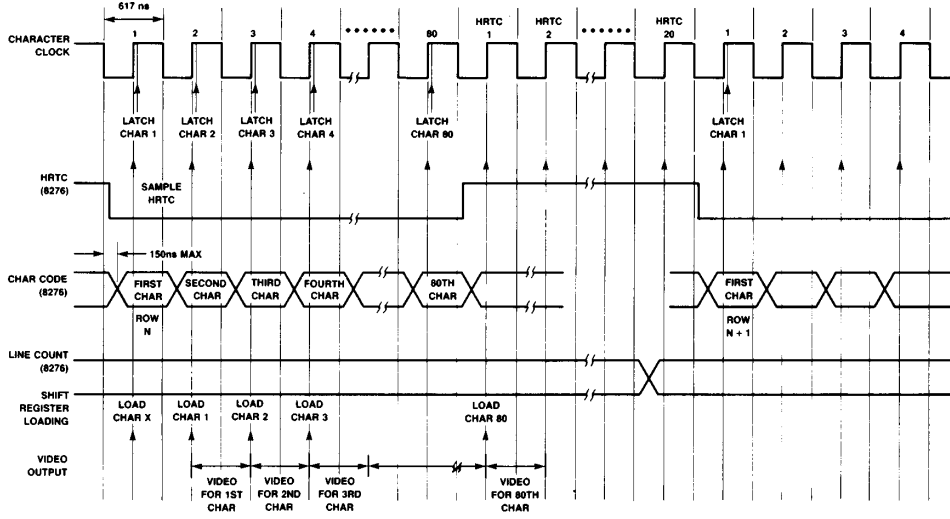 617 ns
HRTC HRTC HRTC
1 2 3 4 80 1 2 20 1 2 3 4
CHARACTER
CLOCK
LATCH LATCH LATCH LATCH LATCH LATCH
CHAR 1 CHAR 2 CHAR 3 CHAR 4 CHAR 80 CHAR 1
HRTC
(8276)
SAMPLE
HRTC
150ns MAX
CHAR CODE
(8276)
FIRST SECOND THIRD FOURTH 80TH FIRST
CHAR CHAR CHAR CHAR CHAR CHAR
ROW ROW
N N + 1
LINE COUNT
(8276)
SHIFT
REGISTER
LOADING
LOAD LOAD LOAD LOAD LOAD
CHAR X CHAR 1 CHAR 2 CHAR 3 CHAR 80
VIDEO
OUTPUT
VIDEO VIDEO VIDEO VIDEO
FOR 1ST FOR 2ND FOR 3RD FOR 80TH
CHAR CHAR CHAR CHAR